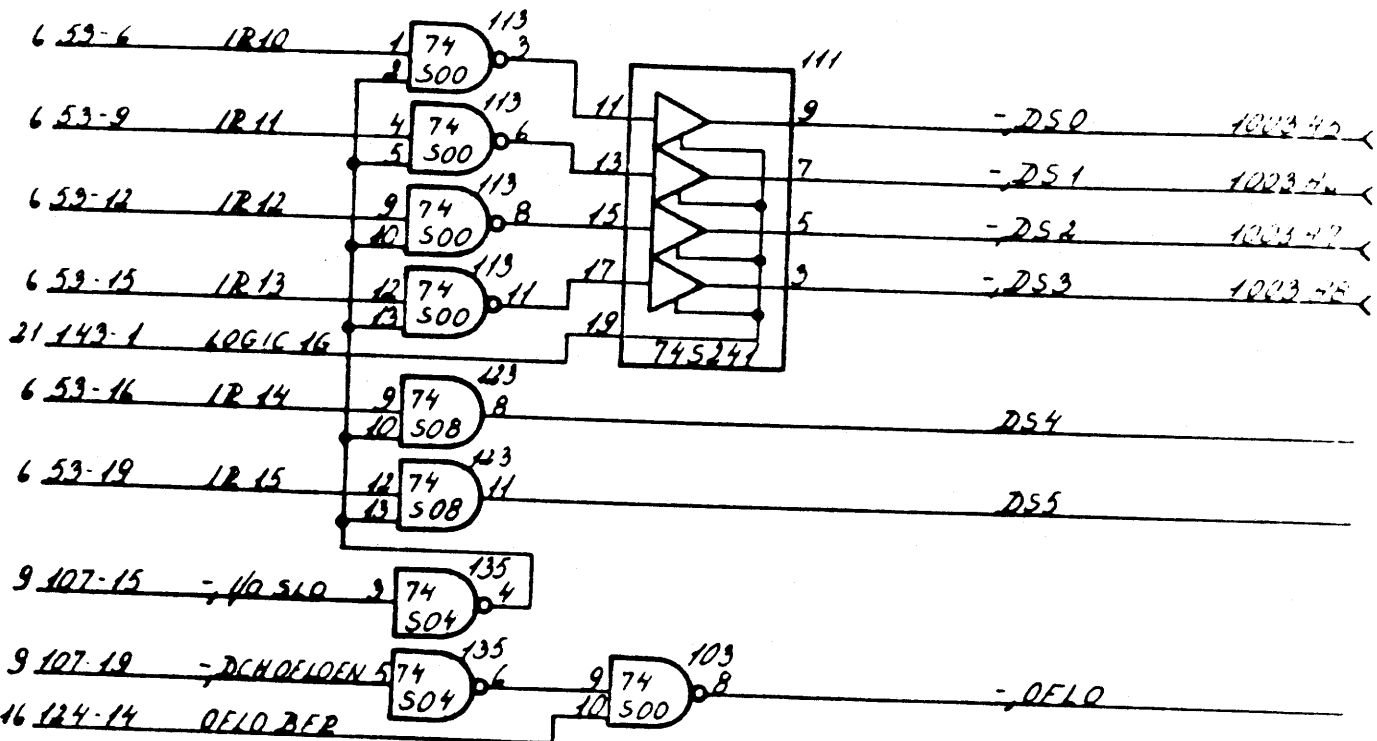 113
6 53-6 IR10 1 74 3
2 S00
111
113
11 9 -,DS0
6 53-9 IR11 4 74 6
5 S00
13 7 -,DS1
113
6 53-12 IR12 9 74 8
10 S00
15 5 -,DS2
113
6 53-15 IR13 12 74 11
13 S00
17 3 -,DS3
21 143-1 LOGIC 1G 19
74S241
123
6 53-16 IR14 9 74 8 DS4
10 S08
123
6 53-19 IR15 12 74 11 DS5
13 S08
135
9 107-15 -,I/O SLO 3 74 4
S04
135
9 107-19 -,DCHOELOEN 5 74 6
S04
103
9 74 8 -,OELO
10 S00
16 124-14 OELO BFR